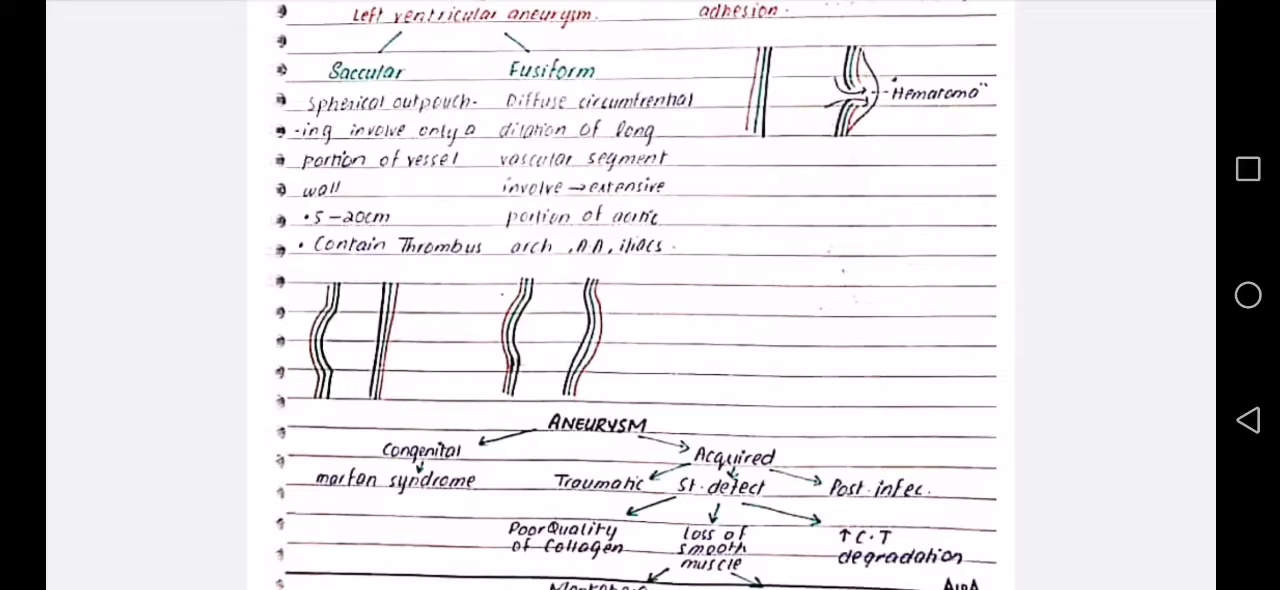 Left ventricular aneurysm.
adhesion.
Saccular
Fusiform
spherical outpouch-
-ing involve only a
portion of vessel
wall
• 5-20cm
• Contain Thrombus
Diffuse circumfrenhal
dilation of long
vascular segment
involve → extensive
portion of aortic
arch, A.A, iliacs.
"Hematoma"
ANEURYSM
Congenital
Acquired
marfan syndrome
Traumatic
St. defect
Post. infec.
Poor Quality
of Collagen
loss of
smooth
muscle
↑ C.T
degradation